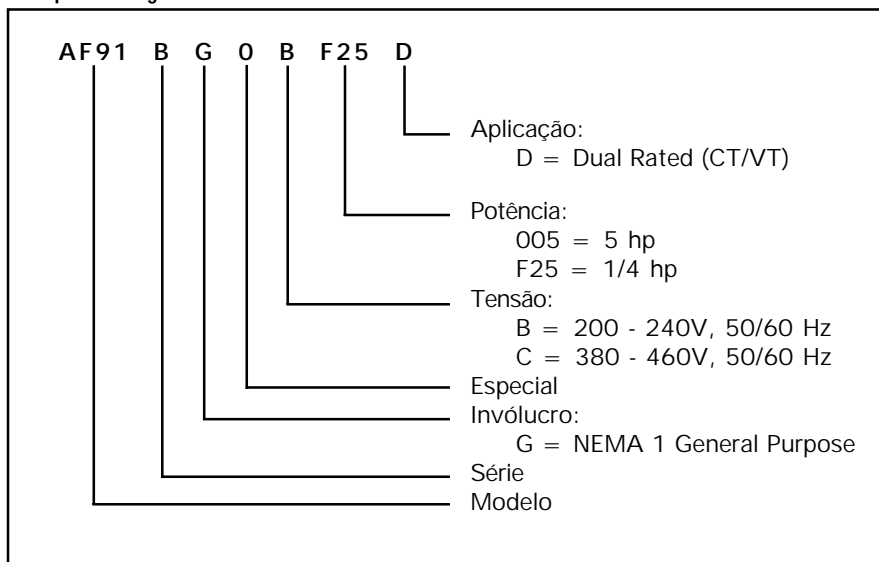 AF91 B G 0 B F25 D
Aplicação:
D = Dual Rated (CT/VT)
Potência:
005 = 5 hp
F25 = 1/4 hp
Tensão:
B = 200 - 240V, 50/60 Hz
C = 380 - 460V, 50/60 Hz
Especial
Invólucro:
G = NEMA 1 General Purpose
Série
Modelo